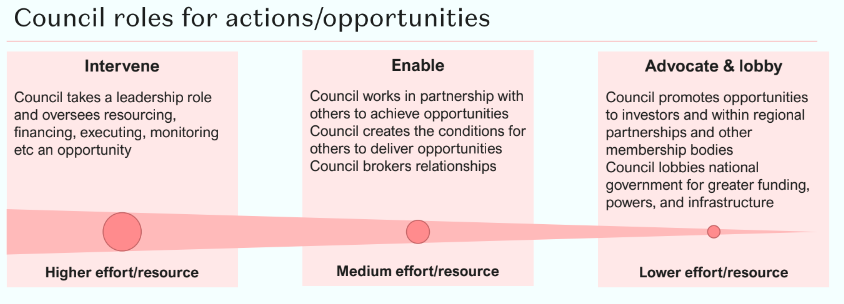 Council roles for actions/opportunities
Intervene
Council takes a leadership role
and oversees resourcing,
financing, executing, monitoring
etc an opportunity
Higher effort/resource
Enable
Council works in partnership with
others to achieve opportunities
Council creates the conditions for
others to deliver opportunities
Council brokers relationships
Medium effort/resource
Advocate & lobby
Council promotes opportunities
to investors and within regional
partnerships and other
membership bodies
Council lobbies national
government for greater funding,
powers, and infrastructure
Lower effort/resource